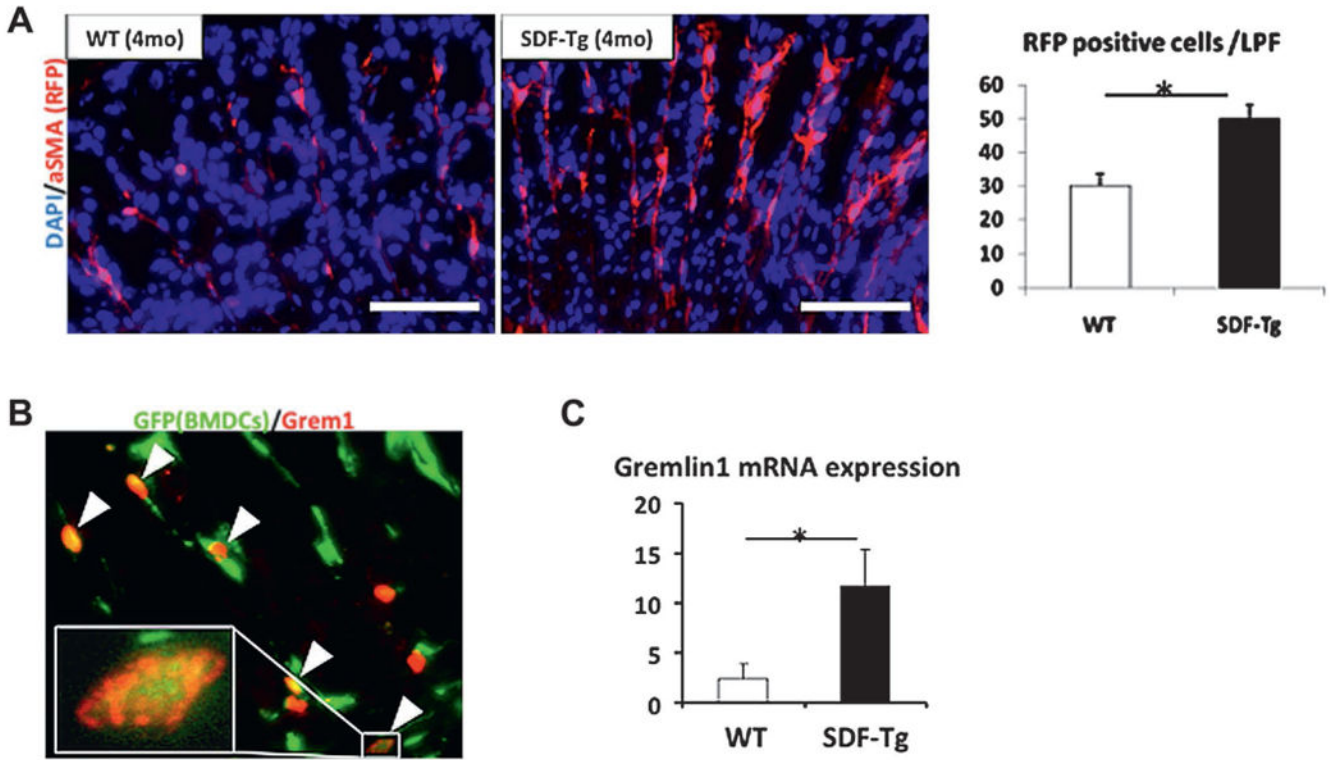 A
WT (4mo)
SDF-Tg (4mo)
DAPI/aSMA (RFP)
RFP positive cells /LPF
60
50
40
30
20
10
0
*
WT
SDF-Tg
B
GFP(BMDCs)/Grem1
C
Gremlin1 mRNA expression
20
15
10
5
0
*
WT
SDF-Tg